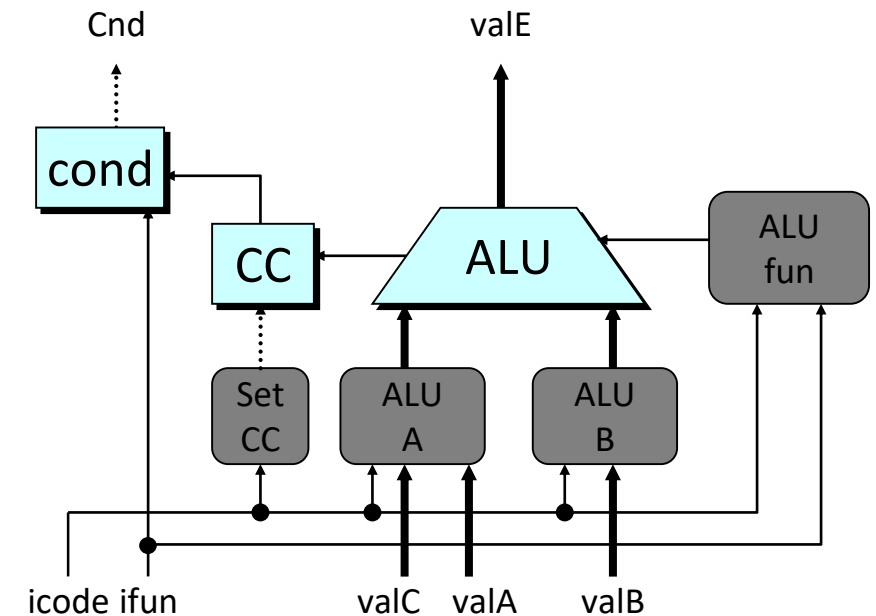 Cnd
valE
cond
CC
ALU
ALU
fun
Set
CC
ALU
A
ALU
B
icode ifun
valC
valA
valB